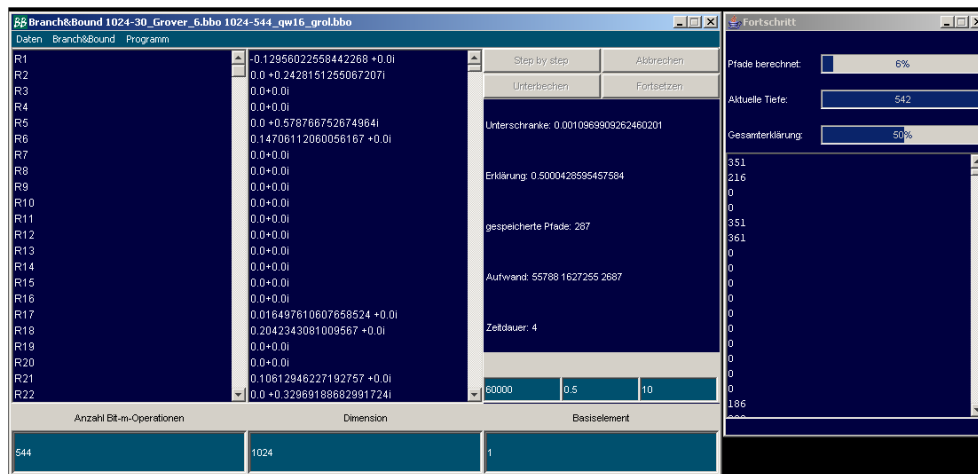 Branch&Bound 1024-30_Grover_6.bbo 1024-544_qw16_grol.bbo
Daten Branch&Bound Programm
R1
R2
R3
R4
R5
R6
R7
R8
R9
R10
R11
R12
R13
R14
R15
R16
R17
R18
R19
R20
R21
R22
-0.12956022558442268 +0.0i
0.0 +0.2428151255067207i
0.0+0.0i
0.0+0.0i
0.0 +0.578766752674964i
0.14706112060056167 +0.0i
0.0+0.0i
0.0+0.0i
0.0+0.0i
0.0+0.0i
0.0+0.0i
0.0+0.0i
0.0+0.0i
0.0+0.0i
0.0+0.0i
0.0+0.0i
0.016497610607658524 +0.0i
0.2042343081009567 +0.0i
0.0+0.0i
0.0+0.0i
0.10612946227192757 +0.0i
0.0 +0.32969188682991724i
Step by step Abbrechen
Unterbechen Fortsetzen
Unterschranke: 0.0010969909262460201
Erklärung: 0.5000428595457584
gespeicherte Pfade: 287
Aufwand: 55788 1627255 2687
Zeitdauer: 4
60000 0.5 10
Anzahl Bit-m-Operationen Dimension Basiselement
544 1024 1
Fortschritt
Pfade berechnet: 6%
Aktuelle Tiefe: 542
Gesamterklärung: 50%
351
216
0
0
351
361
0
0
0
0
0
0
0
0
0
0
186